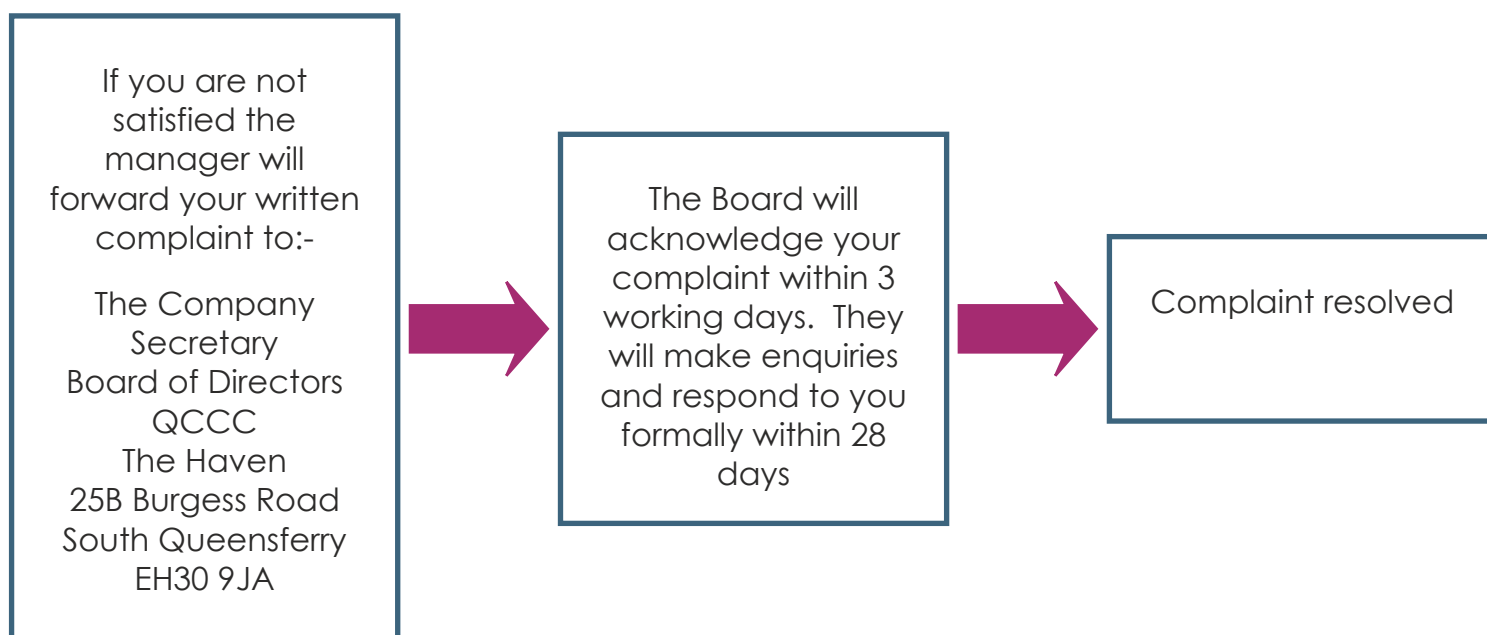 If you are not
satisfied the
manager will
forward your written
complaint to:-
The Company
Secretary
Board of Directors
QCCC
The Haven
25B Burgess Road
South Queensferry
EH30 9JA
The Board will
acknowledge your
complaint within 3
working days.  They
will make enquiries
and respond to you
formally within 28
days
Complaint resolved